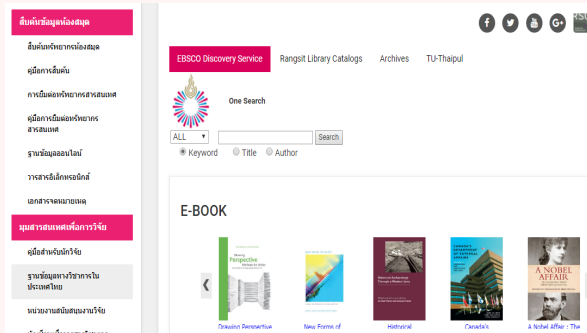 สืบค้นข้อมูลห้องสมุด
สืบค้นทรัพยากรห้องสมุด
คู่มือการสืบค้น
การยืมต่อทรัพยากรสารสนเทศ
คู่มือการยืมต่อทรัพยากร
สารสนเทศ
ฐานข้อมูลออนไลน์
วารสารอิเล็กทรอนิกส์
เอกสารจดหมายเหตุ
มุมสารสนเทศเพื่อการวิจัย
คู่มือสำหรับนักวิจัย
ฐานข้อมูลทางวิชาการใน
ประเทศไทย
หน่วยงานสนับสนุนงานวิจัย
EBSCO Discovery Service
Rangsit Library Catalogs
Archives
TU-Thaipul
One Search
ALL
Search
Keyword
Title
Author
E-BOOK
Drawing
Perspective
A NOBEL
AFFAIR
Drawing Perspective
New Forms of
Historical
Canada's
A Nobel Affair : The